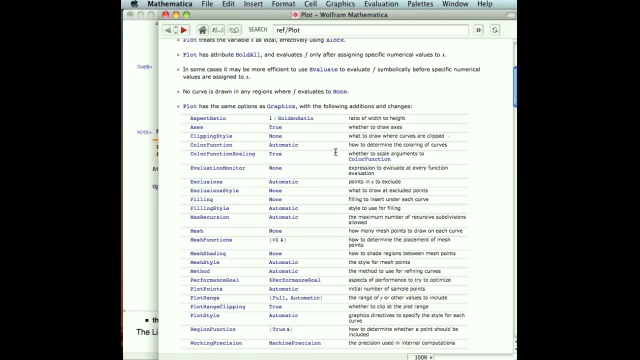 Mathematica File Edit Insert Format Cell Graphics Evaluation Palettes Window Help
Plot – Wolfram Mathematica
SEARCH ref/Plot »
Plot treats the variable x as local, effectively using Block.
▪ Plot has attribute HoldAll, and evaluates f only after assigning specific numerical values to x.
▪ In some cases it may be more efficient to use Evaluate to evaluate f symbolically before specific numerical
values are assigned to x.
▪ No curve is drawn in any regions where f evaluates to None.
▪ Plot has the same options as Graphics, with the following additions and changes:
AspectRatio 1/GoldenRatio ratio of width to height
Axes True whether to draw axes
ClippingStyle None what to draw where curves are clipped
ColorFunction Automatic how to determine the coloring of curves
ColorFunctionScaling True whether to scale arguments to
ColorFunction
EvaluationMonitor None expression to evaluate at every function
evaluation
Exclusions Automatic points in x to exclude
ExclusionsStyle None what to draw at excluded points
Filling None filling to insert under each curve
FillingStyle Automatic style to use for filling
MaxRecursion Automatic the maximum number of recursive subdivisions
allowed
Mesh None how many mesh points to draw on each curve
MeshFunctions {#1 &} how to determine the placement of mesh
points
MeshShading None how to shade regions between mesh points
MeshStyle Automatic the style for mesh points
Method Automatic the method to use for refining curves
PerformanceGoal $PerformanceGoal aspects of performance to try to optimize
PlotPoints Automatic initial number of sample points
PlotRange {Full, Automatic} the range of y or other values to include
PlotRangeClipping True whether to clip at the plot range
PlotStyle Automatic graphics directives to specify the style for each
curve
RegionFunction (True &) how to determine whether a point should be
included
WorkingPrecision MachinePrecision the precision used in internal computations
▪ th
The Li
100%